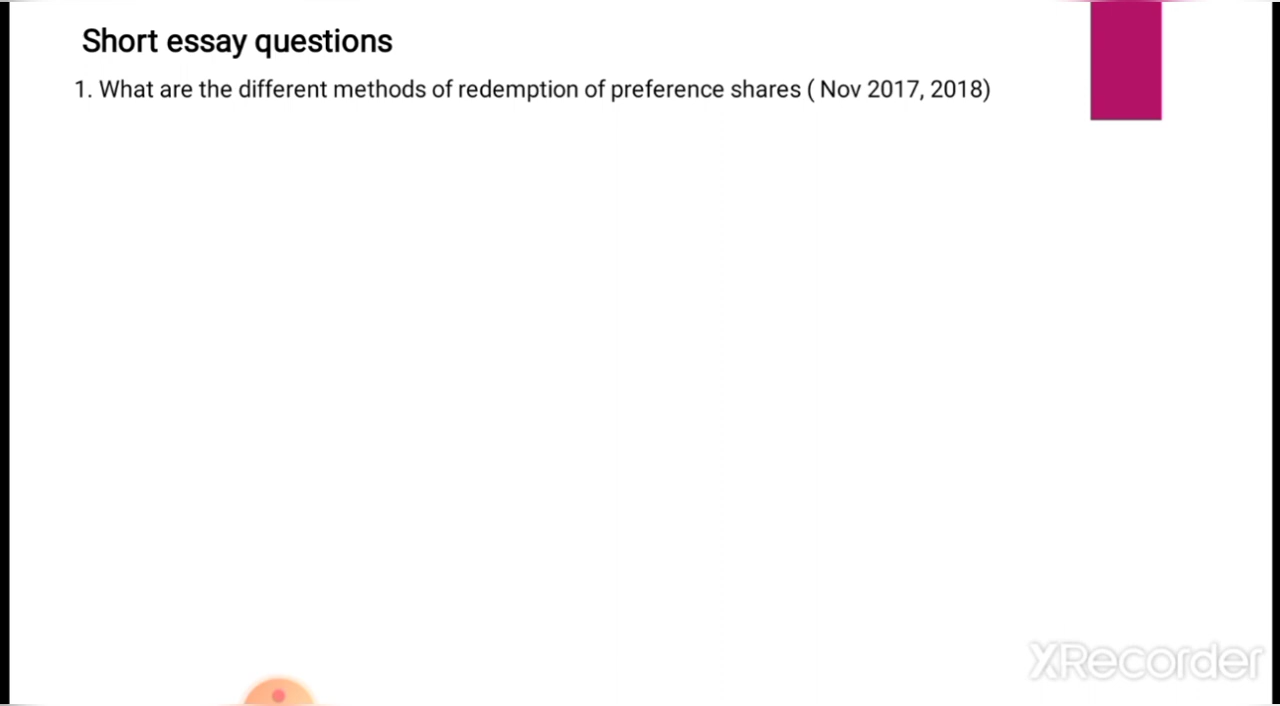 Short essay questions
1. What are the different methods of redemption of preference shares ( Nov 2017, 2018)
XRecorder